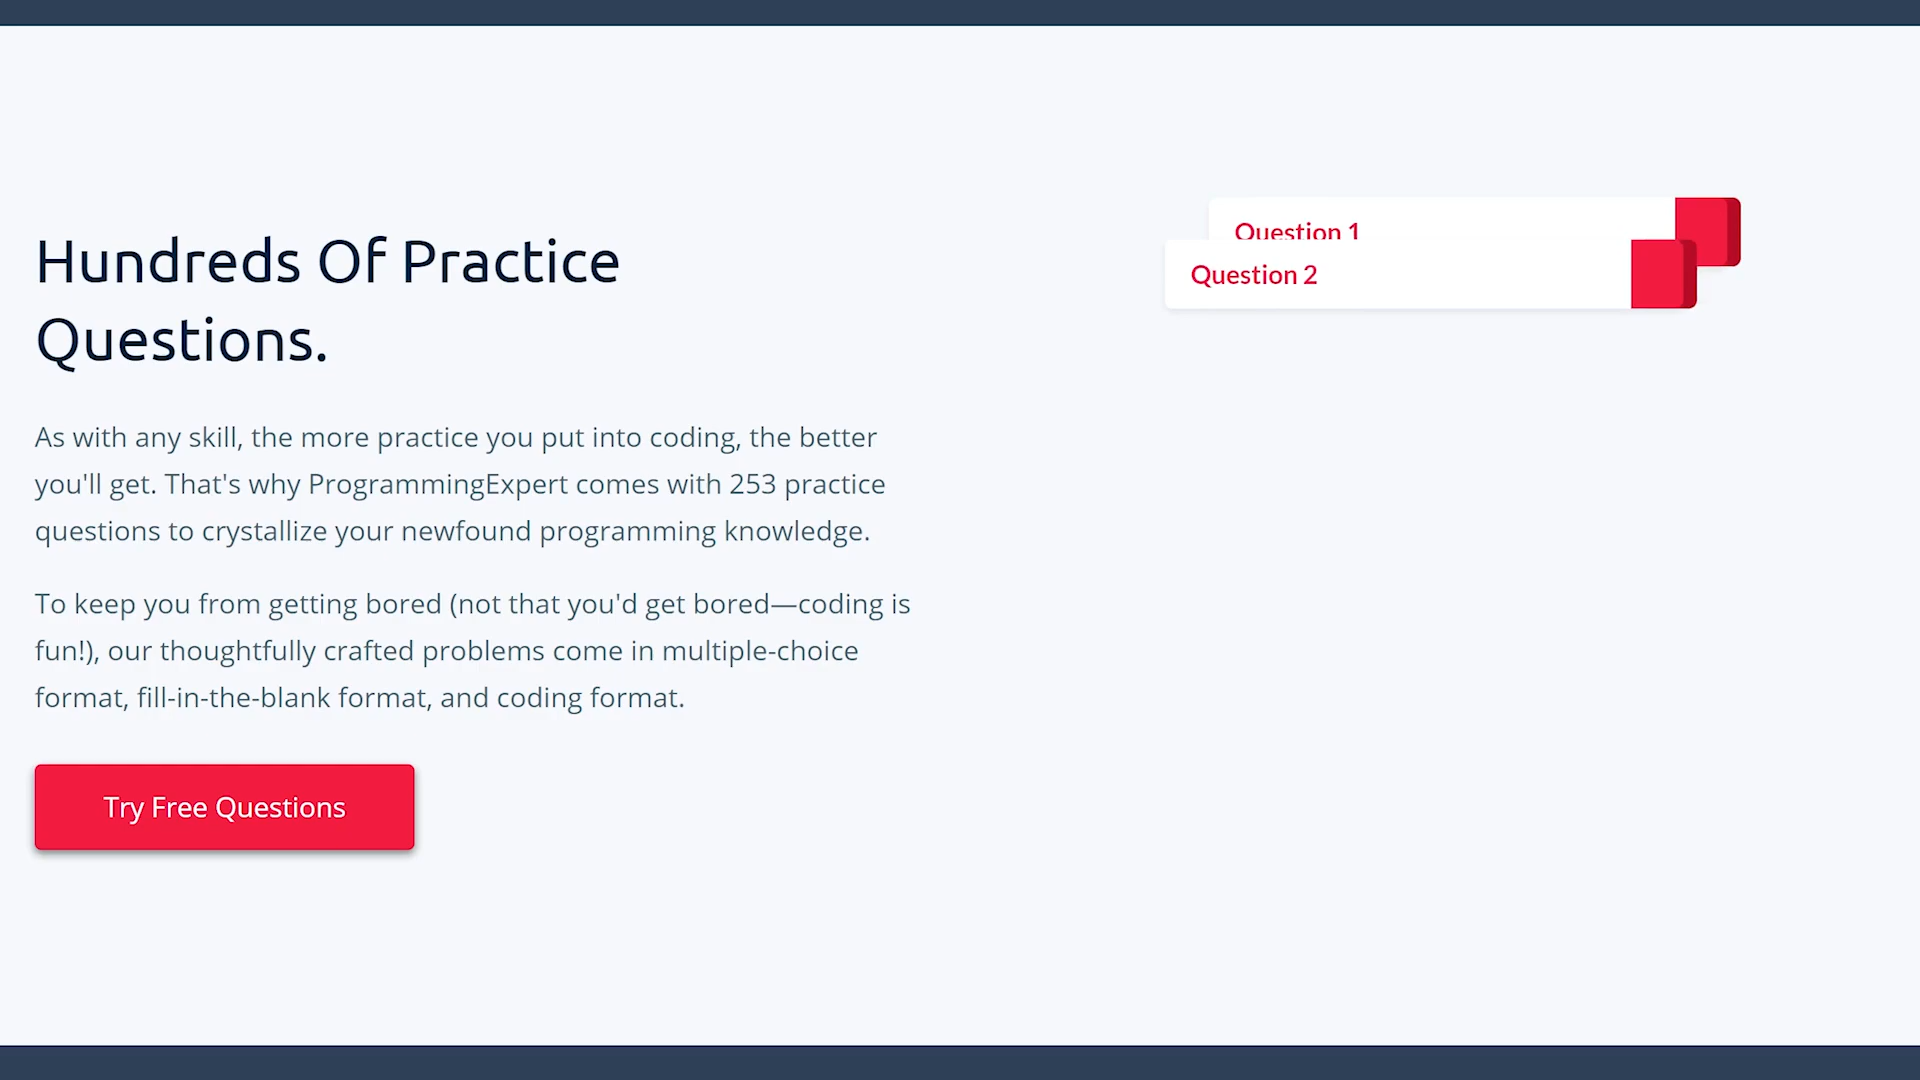 Hundreds Of Practice
Questions.
As with any skill, the more practice you put into coding, the better
you'll get. That's why ProgrammingExpert comes with 253 practice
questions to crystallize your newfound programming knowledge.
To keep you from getting bored (not that you'd get bored—coding is
fun!), our thoughtfully crafted problems come in multiple-choice
format, fill-in-the-blank format, and coding format.
Try Free Questions
Question 1
Question 2